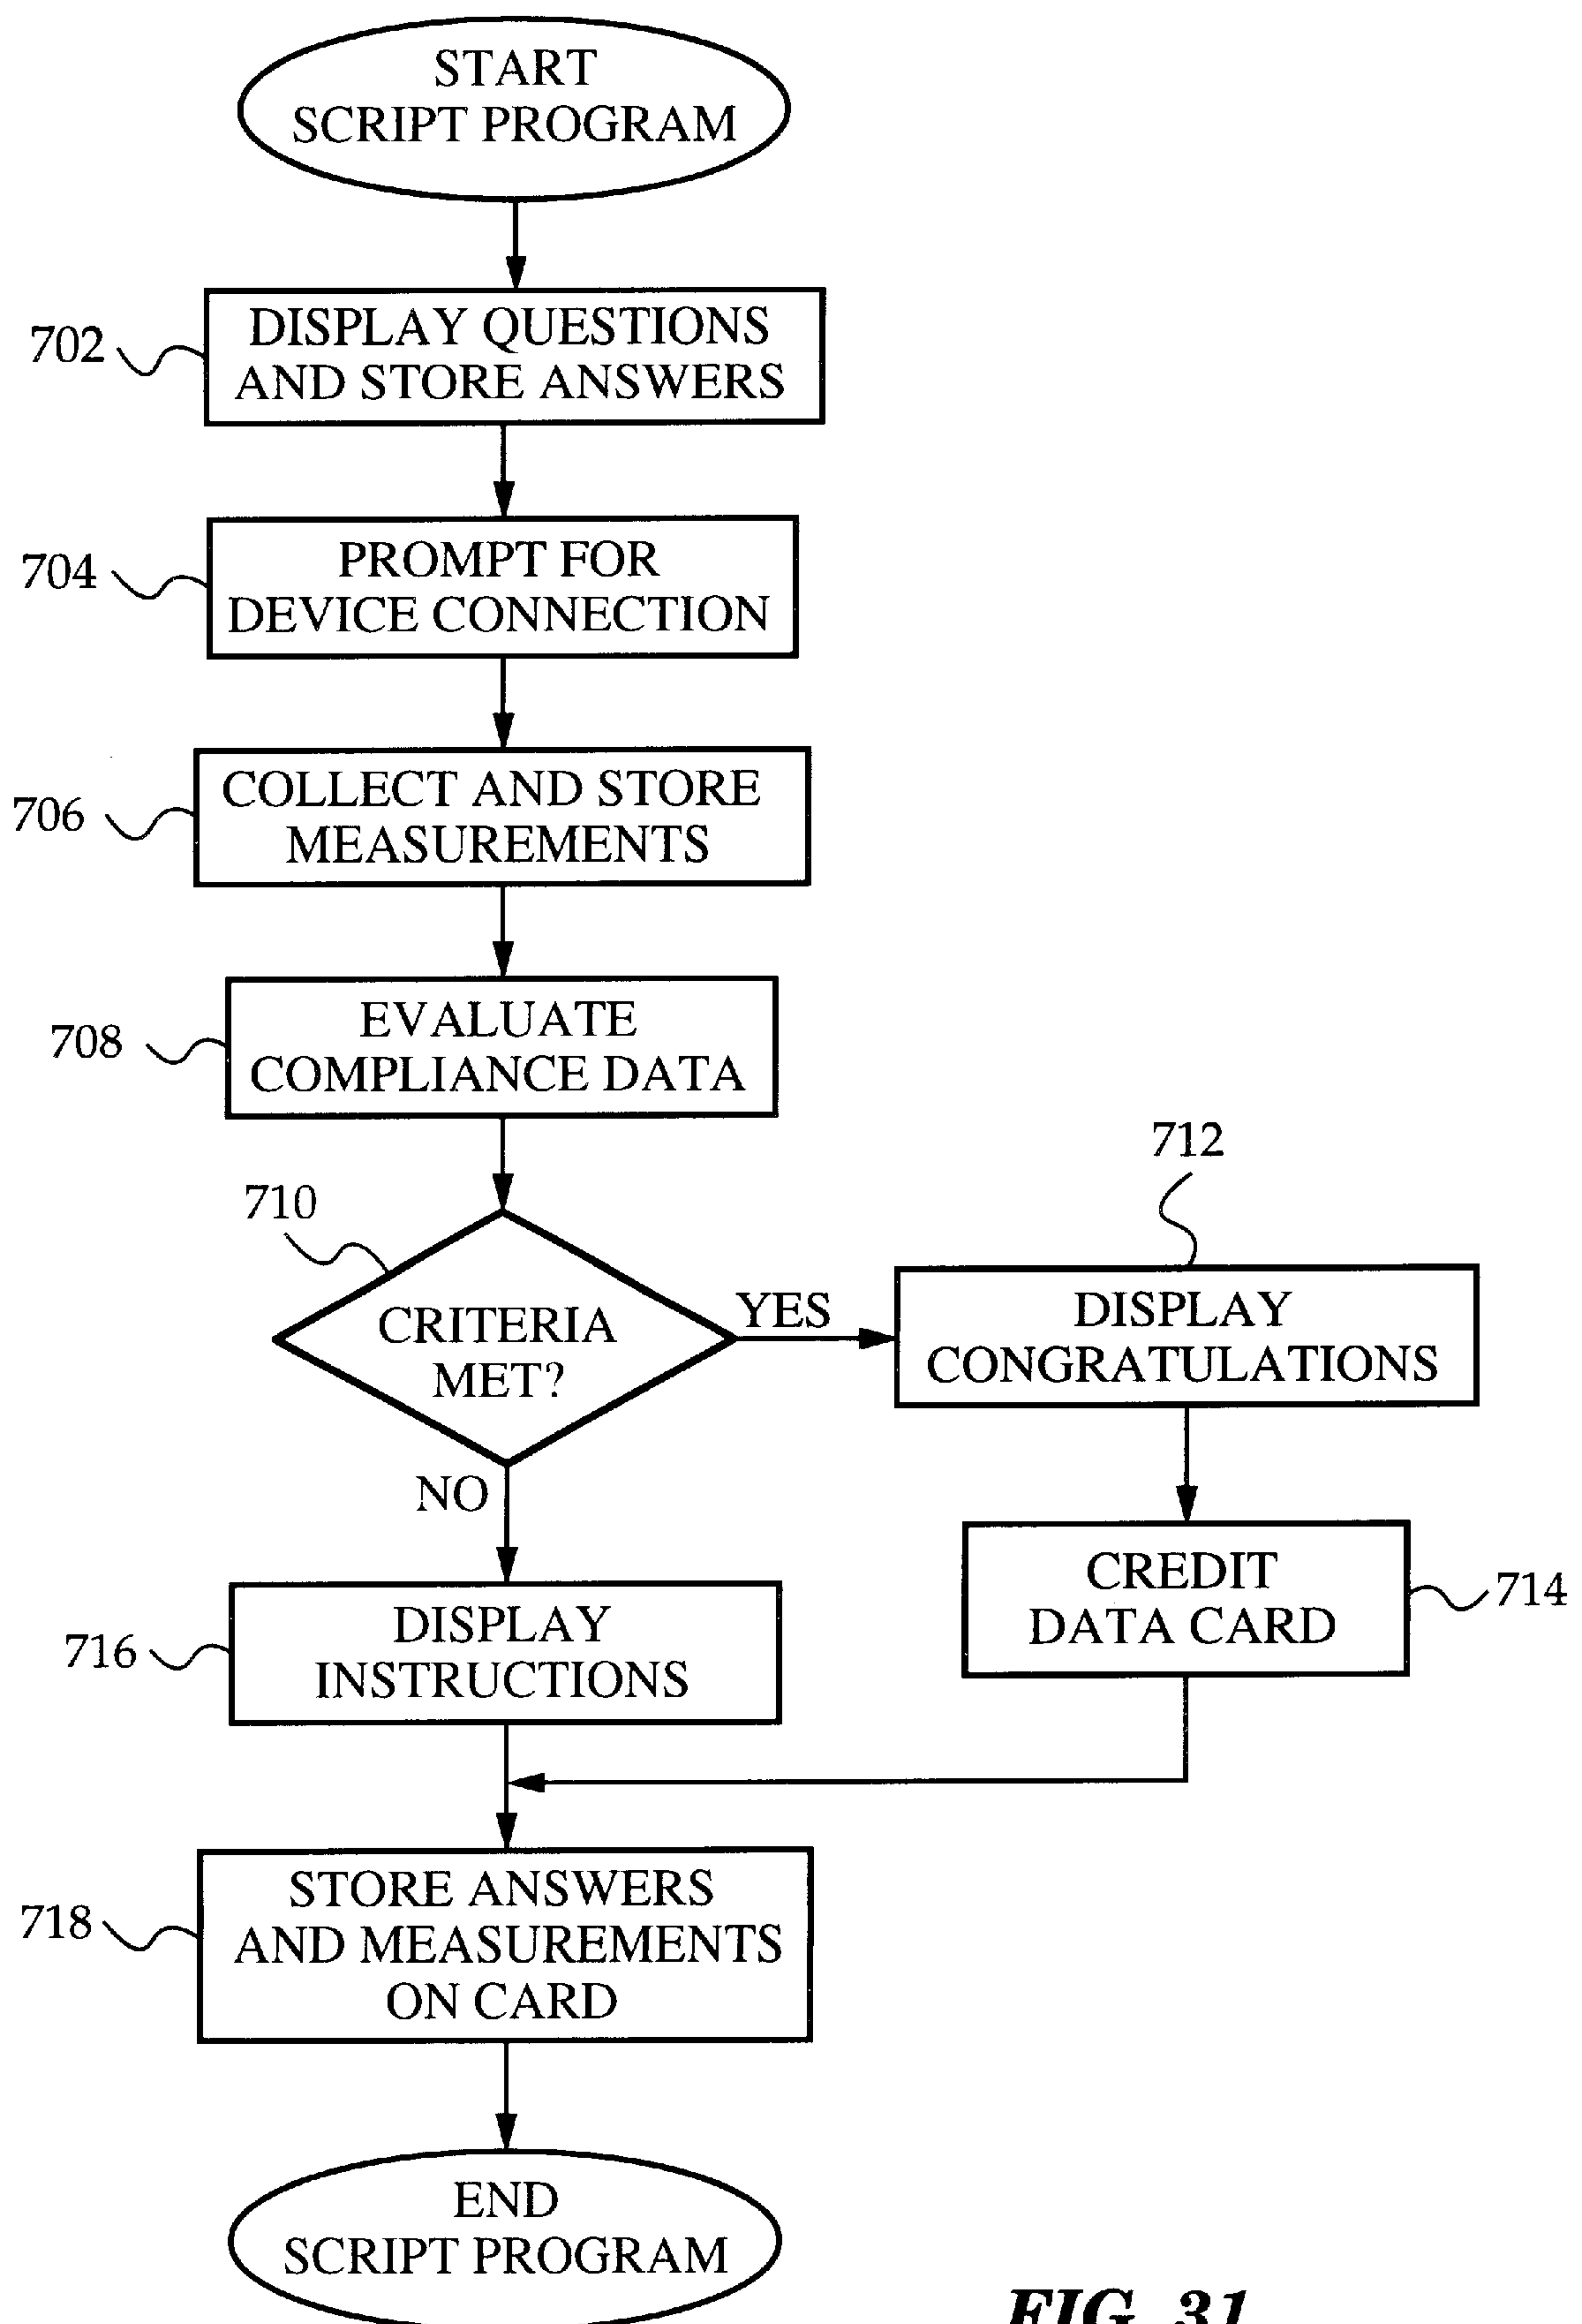 START
SCRIPT PROGRAM
702
DISPLAY QUESTIONS
AND STORE ANSWERS
704
PROMPT FOR
DEVICE CONNECTION
706
COLLECT AND STORE
MEASUREMENTS
708
EVALUATE
COMPLIANCE DATA
710
CRITERIA
MET?
YES
712
DISPLAY
CONGRATULATIONS
NO
CREDIT
DATA CARD
714
716
DISPLAY
INSTRUCTIONS
718
STORE ANSWERS
AND MEASUREMENTS
ON CARD
END
SCRIPT PROGRAM
FIG. 31